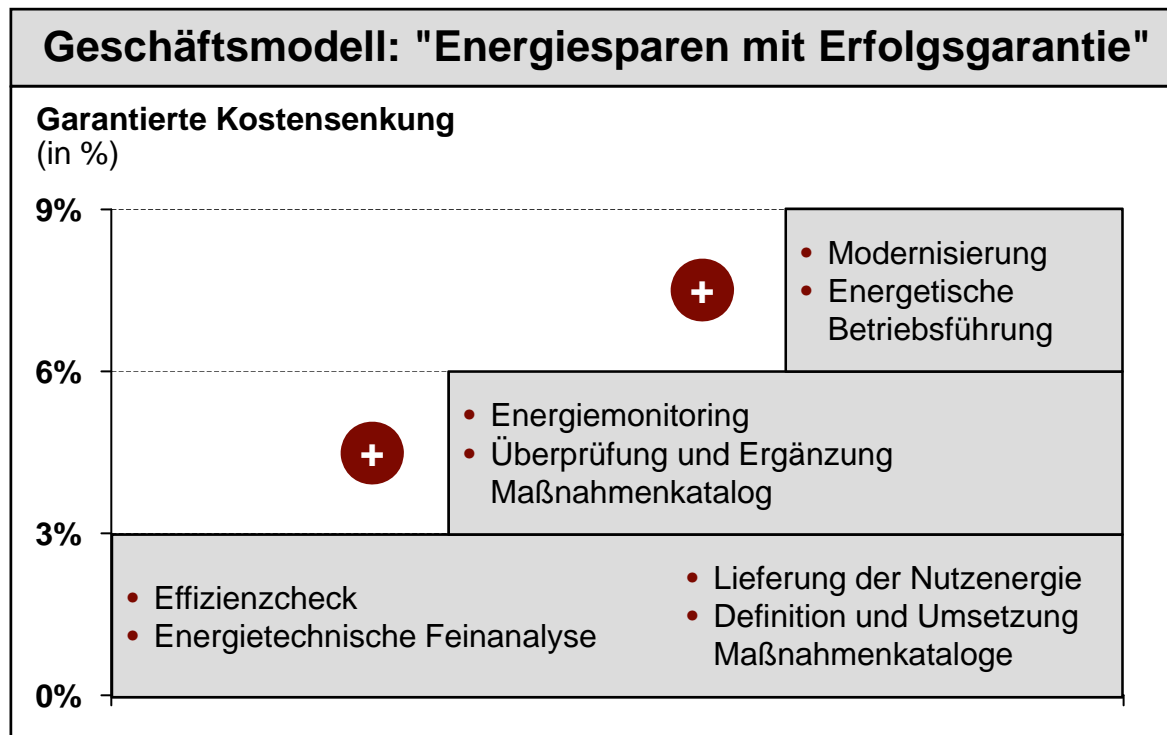 Geschäftsmodell: "Energiesparen mit Erfolgsgarantie"
Garantierte Kostensenkung
(in %)
9%
• Modernisierung
• Energetische
Betriebsführung
+
6%
• Energiemonitoring
• Überprüfung und Ergänzung
Maßnahmenkatalog
+
3%
• Effizienzcheck
• Energietechnische Feinanalyse
• Lieferung der Nutzenergie
• Definition und Umsetzung
Maßnahmenkataloge
0%